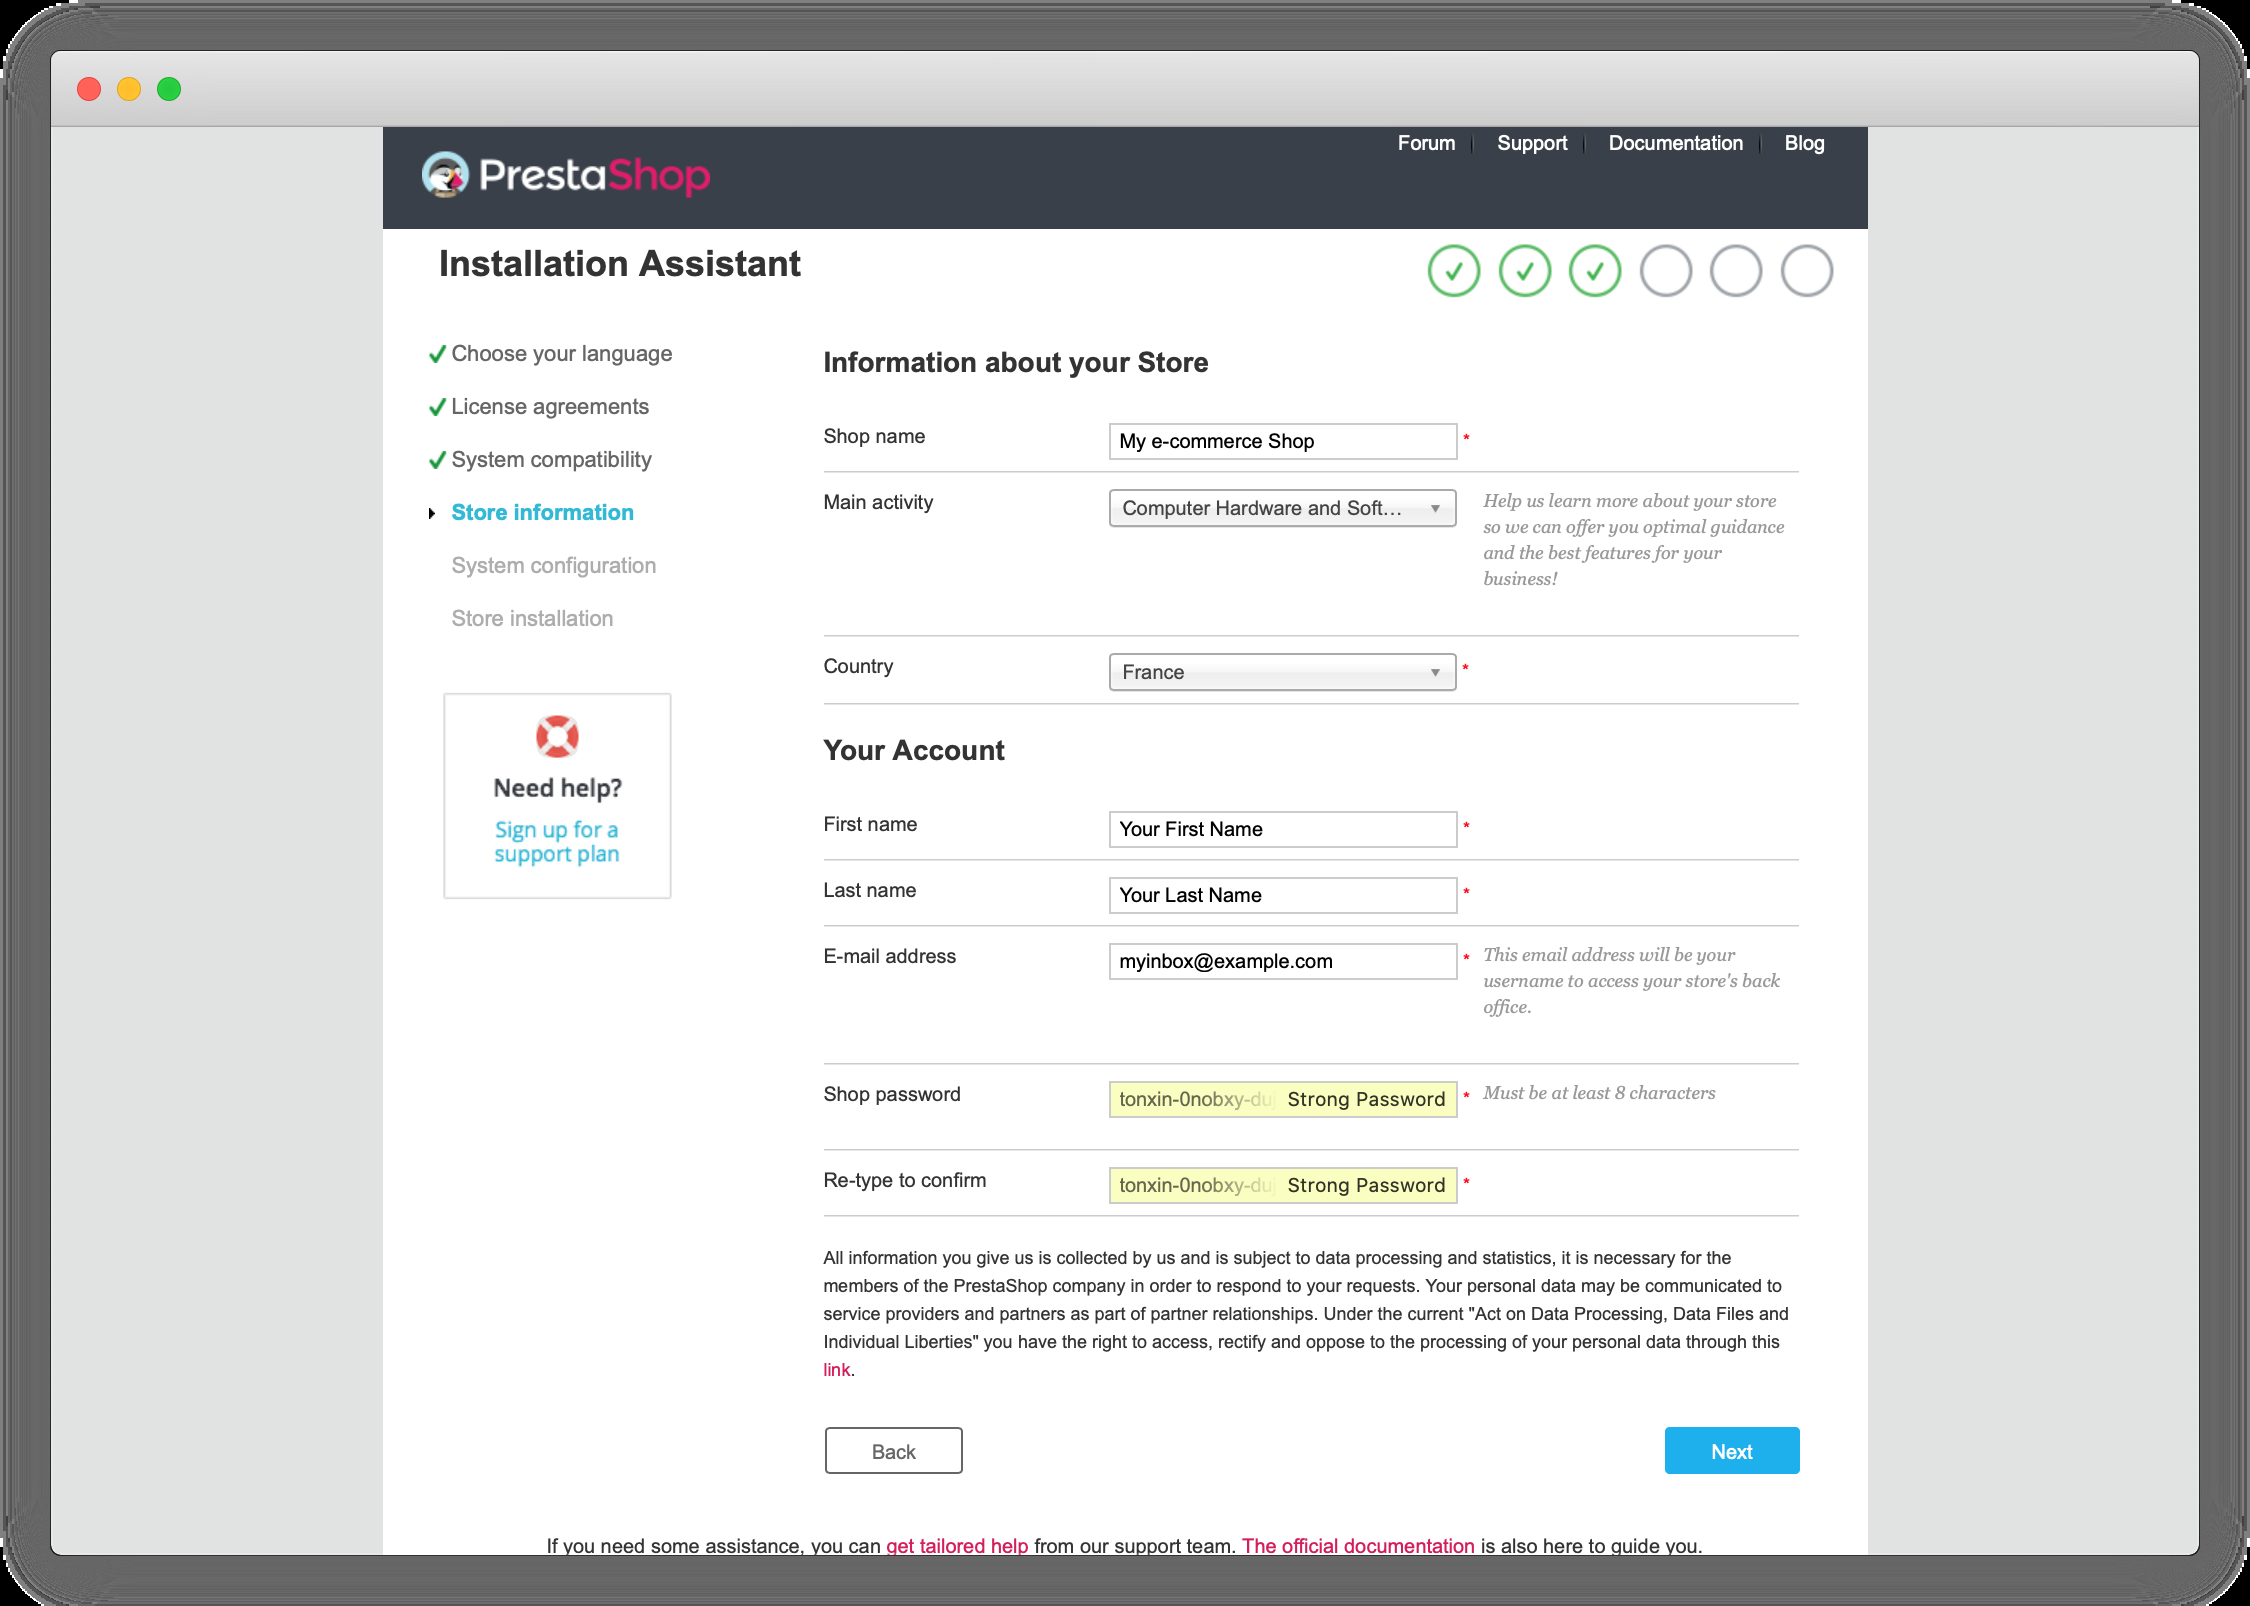 Forum Support Documentation Blog
PrestaShop
Installation Assistant
Choose your language
License agreements
System compatibility
Store information
System configuration
Store installation
Need help?
Sign up for a
support plan
Information about your Store
Shop name My e-commerce Shop *
Main activity Computer Hardware and Soft...
Help us learn more about your store
so we can offer you optimal guidance
and the best features for your
business!
Country France *
Your Account
First name Your First Name *
Last name Your Last Name *
E-mail address myinbox@example.com *
This email address will be your
username to access your store's back
office.
Shop password tonxin-0nobxy-du Strong Password * Must be at least 8 characters
Re-type to confirm tonxin-0nobxy-du Strong Password *
All information you give us is collected by us and is subject to data processing and statistics, it is necessary for the
members of the PrestaShop company in order to respond to your requests. Your personal data may be communicated to
service providers and partners as part of partner relationships. Under the current "Act on Data Processing, Data Files and
Individual Liberties" you have the right to access, rectify and oppose to the processing of your personal data through this
link.
Back Next
If you need some assistance, you can get tailored help from our support team. The official documentation is also here to guide you.